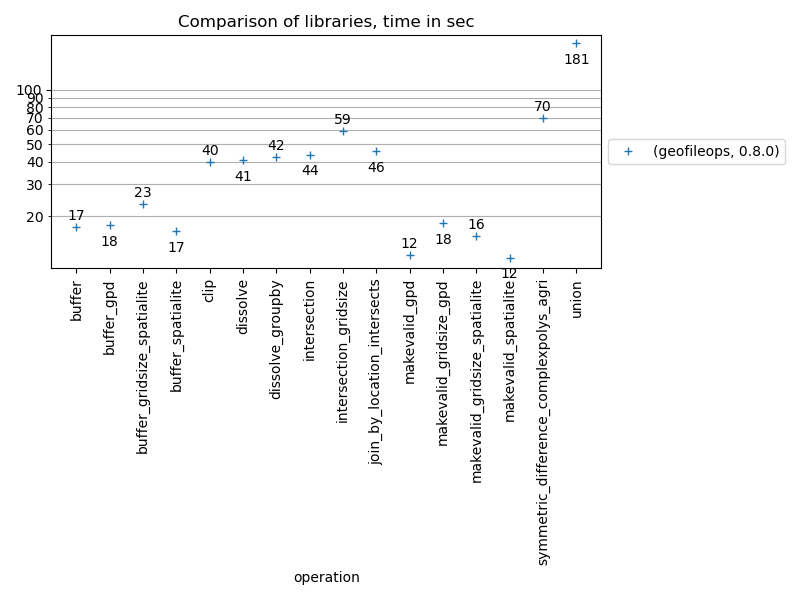 Comparison of libraries, time in sec
181
100
90
80
70
60
50
40
30
20
17
18
23
17
40
41
42
44
59
46
12
18
16
12
70
(geofileops, 0.8.0)
buffer
buffer_gpd
buffer_gridsize_spatialite
buffer_spatialite
clip
dissolve
dissolve_groupby
intersection
intersection_gridsize
join_by_location_intersects
makevalid_gpd
makevalid_gridsize_gpd
makevalid_gridsize_spatialite
makevalid_spatialite
symmetric_difference_complexpolys_agri
union
operation